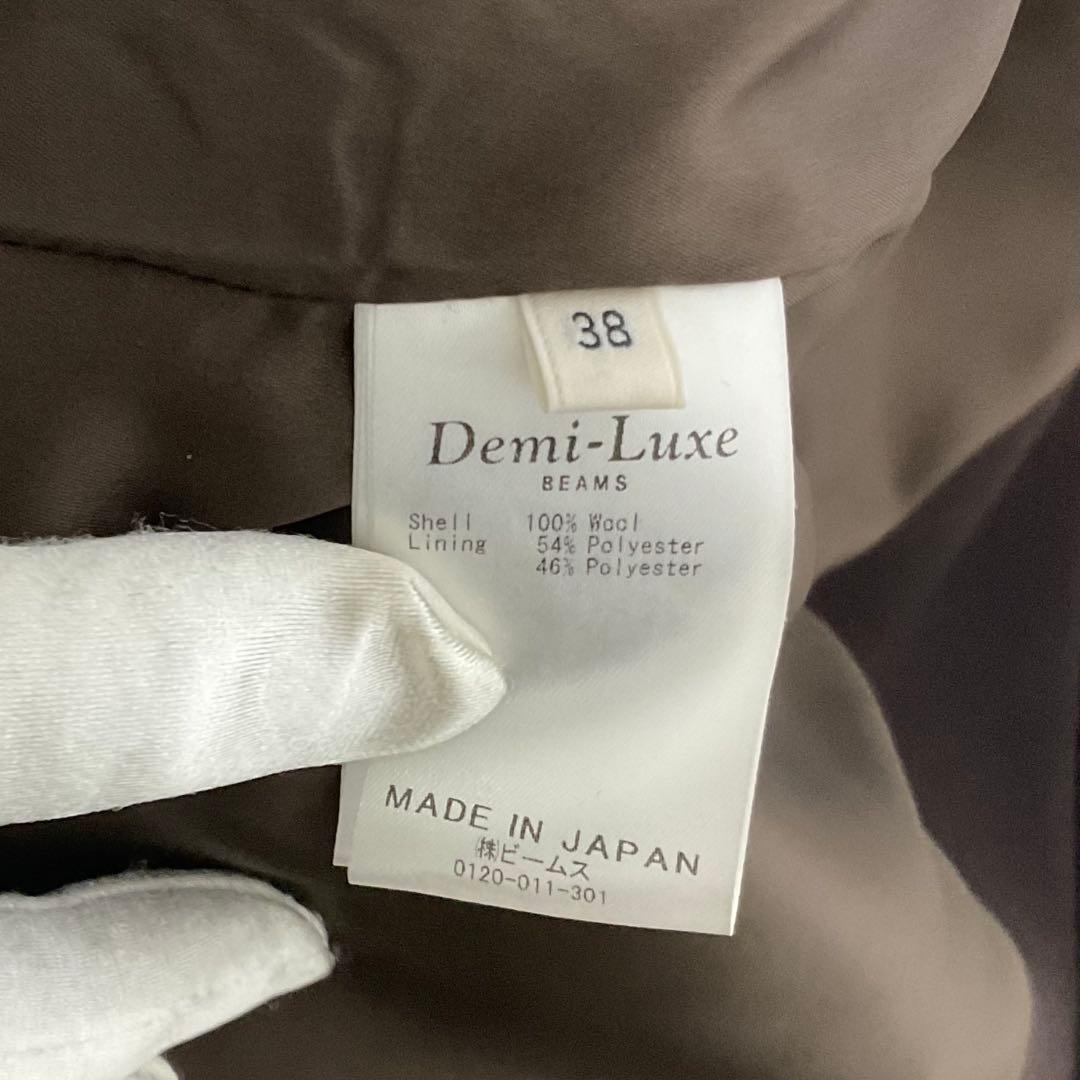 38
Demi-Luxe
BEAMS
Shell 100% Wool
Lining 54% Polyester
46% Polyester
MADE IN JAPAN
㈱ビームス
0120-011-301